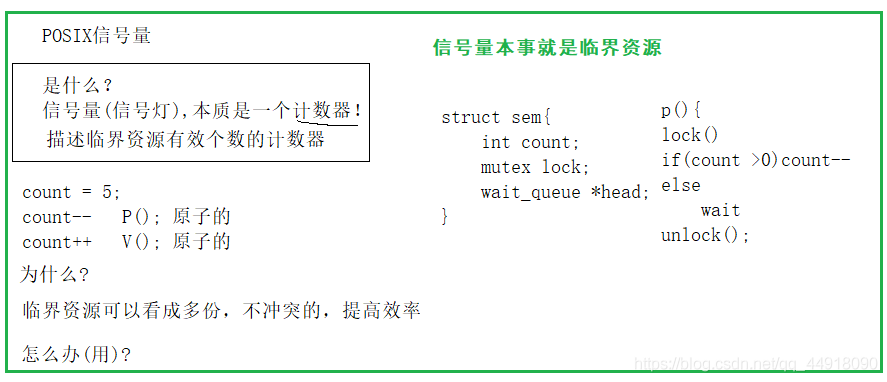 POSIX信号量
是什么？
信号量(信号灯),本质是一个计数器！
描述临界资源有效个数的计数器
count = 5;
count-- P(); 原子的
count++ V(); 原子的
为什么?
临界资源可以看成多份，不冲突的，提高效率
怎么办(用)?
信号量本事就是临界资源
struct sem{
int count;
mutex lock;
wait_queue *head;
}
p(){
lock()
if(count >0)count--
else
wait
unlock();
https://blog.csdn.net/qq_44918090